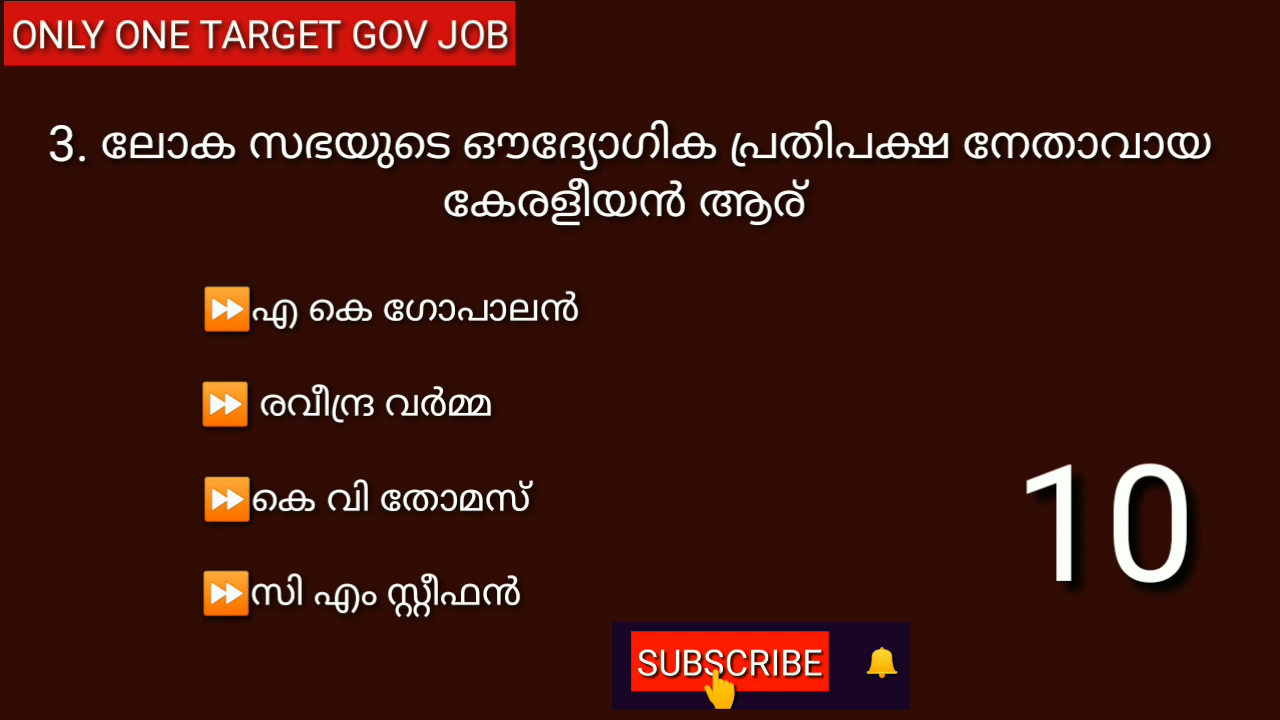 ONLY ONE TARGET GOV JOB
3. ലോക സഭയുടെ ഔദ്യോഗിക പ്രതിപക്ഷ നേതാവായ
കേരളീയൻ ആര്
⏩എ കെ ഗോപാലൻ
⏩ രവീന്ദ്ര വർമ്മ
⏩കെ വി തോമസ്
⏩സി എം സ്റ്റീഫൻ
10
SUBSCRIBE